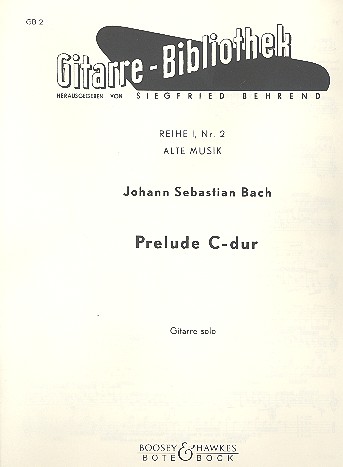 GB 2
Gitarre-Bibliothek
HERAUSGEGEBEN VON SIEGFRIED BEHREND
REIHE I, Nr. 2
ALTE MUSIK
Johann Sebastian Bach
Prelude C-dur
Gitarre solo
BOOSEY & HAWKES
BOTE & BOCK